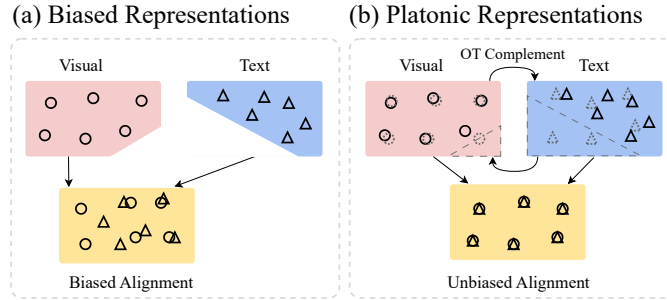 (a) Biased Representations
(b) Platonic Representations
Visual
Text
Biased Alignment
OT Complement
Visual
Text
Unbiased Alignment